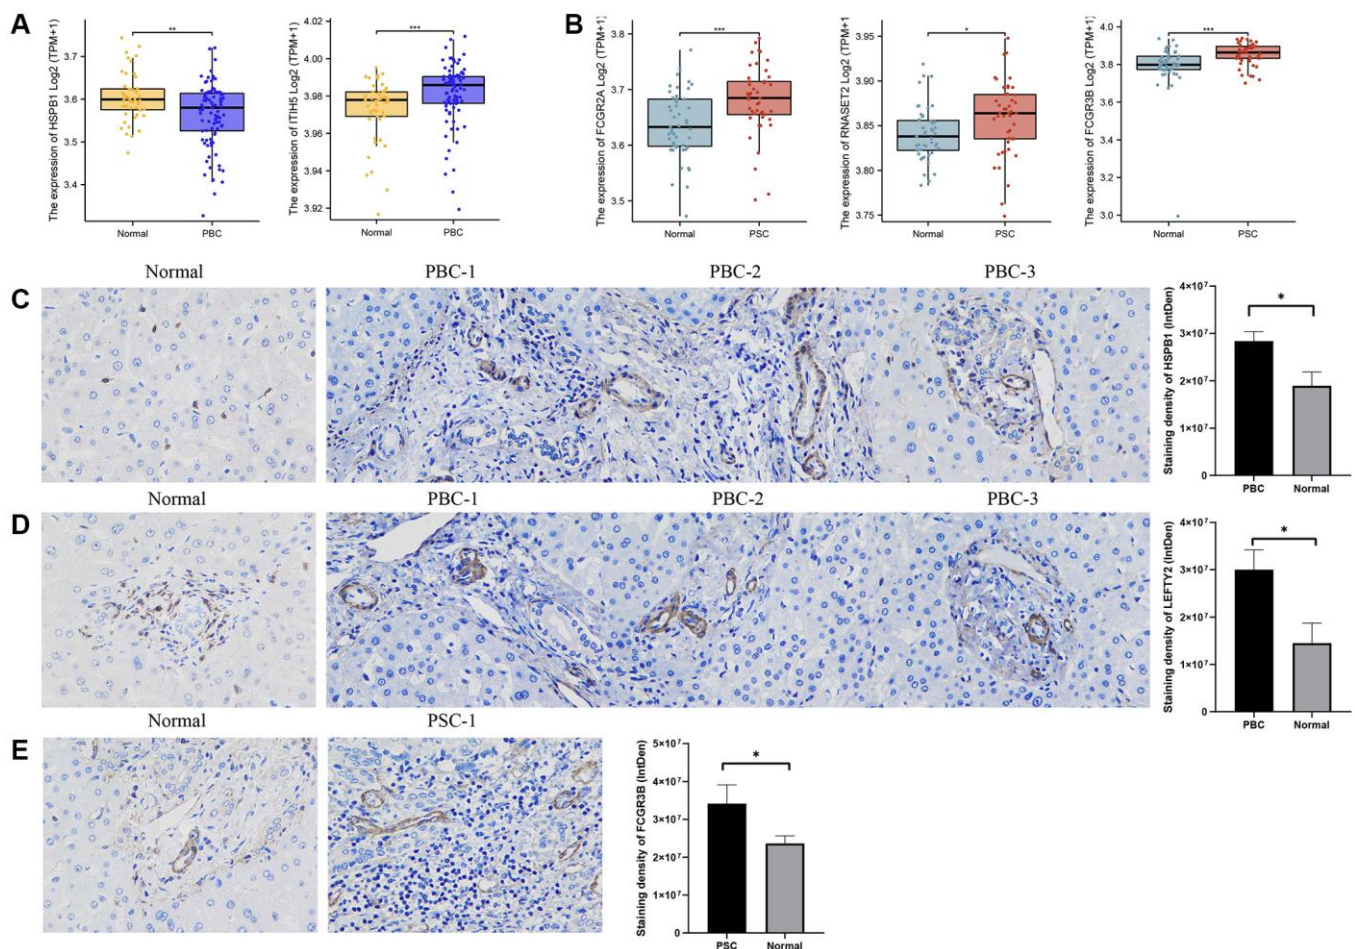 A
The expression of HSPB1 Log2 (TPM+1)
3.7
3.6
3.5
3.4
**
Normal
PBC
The expression of ITIH5 Log2 (TPM+1)
4.02
4.00
3.98
3.96
3.94
3.92
***
Normal
PBC
B
The expression of FCGR2A Log2 (TPM+1)
3.8
3.7
3.6
3.5
***
Normal
PSC
The expression of RNASET2 Log2 (TPM+1
3.95
3.90
3.85
3.80
3.75
*
Normal
PSC
The expression of FCGR3B Log2 (TPM+1)
4.0
3.8
3.6
3.4
3.2
3.0
***
Normal
PSC
C
Normal
PBC-1
PBC-2
PBC-3
Staining density of HSPB1 (IntDen)
4×10⁷
3×10⁷
2×10⁷
1×10⁷
0
*
PBC
Normal
D
Normal
PBC-1
PBC-2
PBC-3
Staining density of LEFTY2 (IntDen)
4×10⁷
3×10⁷
2×10⁷
1×10⁷
0
*
PBC
Normal
E
Normal
PSC-1
Staining density of FCGR3B (IntDen)
5×10⁷
4×10⁷
3×10⁷
2×10⁷
1×10⁷
0
*
PSC
Normal